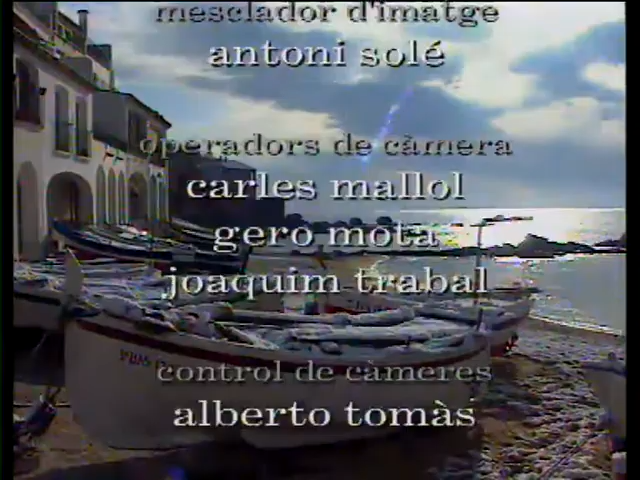 mesclador d'imatge
antoni solé
operadors de càmera
carles mallol
gero mota
joaquim trabal
control de càmeres
alberto tomàs